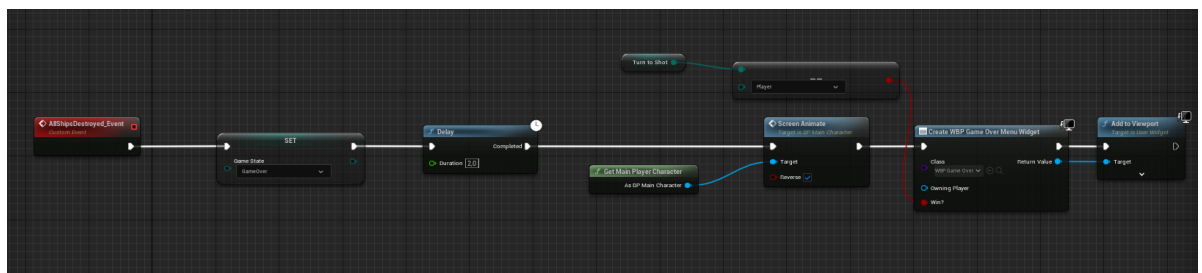 Turn to Shot
==
Player
AllShipsDestroyed_Event
Custom Event
SET
Game State
GameOver
Delay
Completed
Duration 2,0
Get Main Player Character
As BP Main Character
Screen Animate
Target is BP Main Character
Target
Reverse
Create WBP Game Over Menu Widget
Class
Return Value
WBP Game Over
Owning Player
Win?
Add to Viewport
Target is User Widget
Target